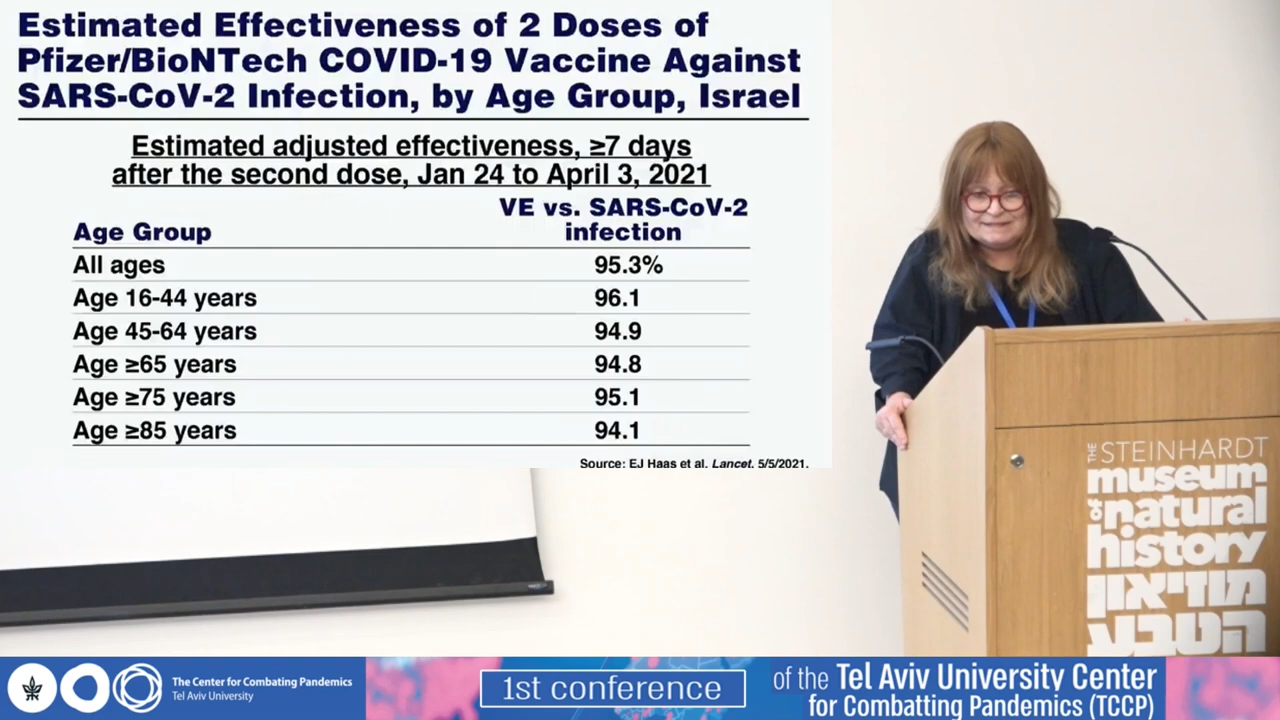 Estimated Effectiveness of 2 Doses of
Pfizer/BioNTech COVID-19 Vaccine Against
SARS-CoV-2 Infection, by Age Group, Israel
Estimated adjusted effectiveness, ≥7 days
after the second dose, Jan 24 to April 3, 2021
Age Group VE vs. SARS-CoV-2
infection
All ages 95.3%
Age 16-44 years 96.1
Age 45-64 years 94.9
Age ≥65 years 94.8
Age ≥75 years 95.1
Age ≥85 years 94.1
Source: EJ Haas et al. Lancet. 5/5/2021.
THE STEINHARDT
museum
of natural
history
מוזיאון
הטבע
The Center for Combating Pandemics
Tel Aviv University
1st conference
of the Tel Aviv University Center
for Combatting Pandemics (TCCP)